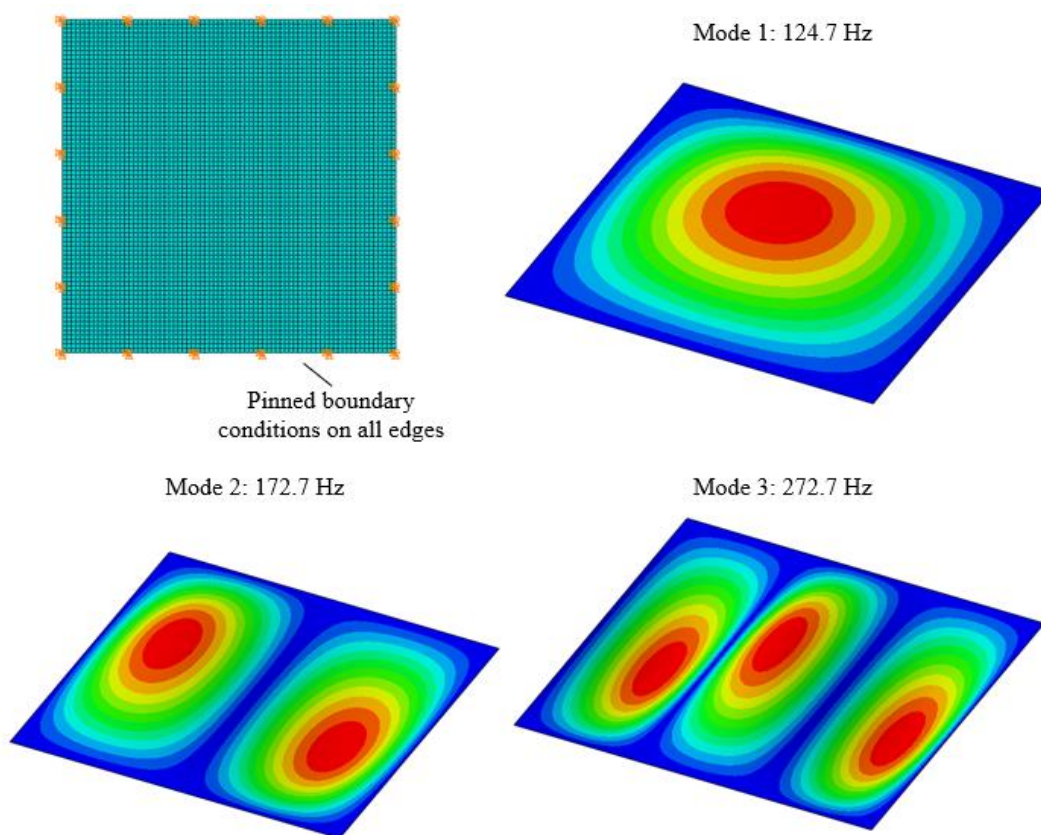 Mode 1: 124.7 Hz
Pinned boundary
conditions on all edges
Mode 2: 172.7 Hz
Mode 3: 272.7 Hz